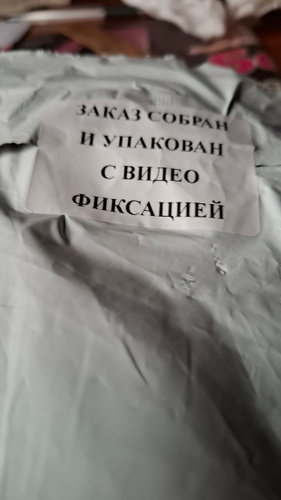 ЗАКАЗ СОБРАН
И УПАКОВАН
С ВИДЕО
ФИКСАЦИЕЙ